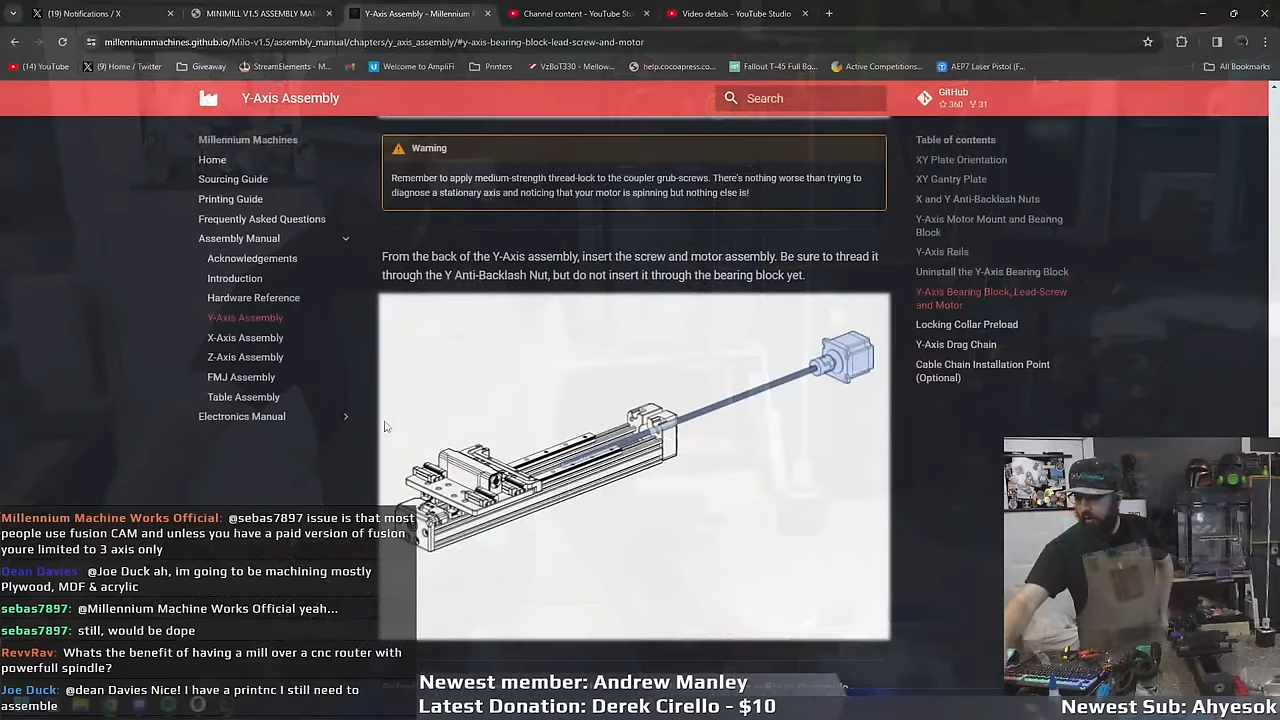 (19) Notifications / X
MINIMILL V1.5 ASSEMBLY MAN
Y-Axis Assembly – Millennium
Channel content - YouTube Stu
Video details - YouTube Studio
millenniummachines.github.io/Milo-v1.5/assembly_manual/chapters/y_axis_assembly/#y-axis-bearing-block-lead-screw-and-motor
(14) YouTube
(9) Home / Twitter
Giveaway
StreamElements - M...
Welcome to AmpliFi
Printers
VzBoT330 - Mellow...
help.cocoapress.co...
Fallout T-45 Full Bo...
Active Competitions...
AEP7 Laser Pistol (F...
All Bookmarks
Y-Axis Assembly
Search
GitHub
360 31
Millennium Machines
Home
Sourcing Guide
Printing Guide
Frequently Asked Questions
Assembly Manual
Acknowledgements
Introduction
Hardware Reference
Y-Axis Assembly
X-Axis Assembly
Z-Axis Assembly
FMJ Assembly
Table Assembly
Electronics Manual
Warning
Remember to apply medium-strength thread-lock to the coupler grub-screws. There's nothing worse than trying to
diagnose a stationary axis and noticing that your motor is spinning but nothing else is!
From the back of the Y-Axis assembly, insert the screw and motor assembly. Be sure to thread it
through the Y Anti-Backlash Nut, but do not insert it through the bearing block yet.
Table of contents
XY Plate Orientation
XY Gantry Plate
X and Y Anti-Backlash Nuts
Y-Axis Motor Mount and Bearing
Block
Y-Axis Rails
Uninstall the Y-Axis Bearing Block
Y-Axis Bearing Block, Lead-Screw
and Motor
Locking Collar Preload
Y-Axis Drag Chain
Cable Chain Installation Point
(Optional)
Millennium Machine Works Official: @sebas7897 issue is that most
people use fusion CAM and unless you have a paid version of fusion
youre limited to 3 axis only
Dean Davies: @Joe Duck ah, im going to be machining mostly
Plywood, MDF & acrylic
sebas7897: @Millennium Machine Works Official yeah...
sebas7897: still, would be dope
RevvRav: Whats the benefit of having a mill over a cnc router with
powerfull spindle?
Joe Duck: @dean Davies Nice! I have a printnc I still need to
assemble
Newest member: Andrew Manley
Latest Donation: Derek Cirello - $10
Newest Sub: Ahyesok